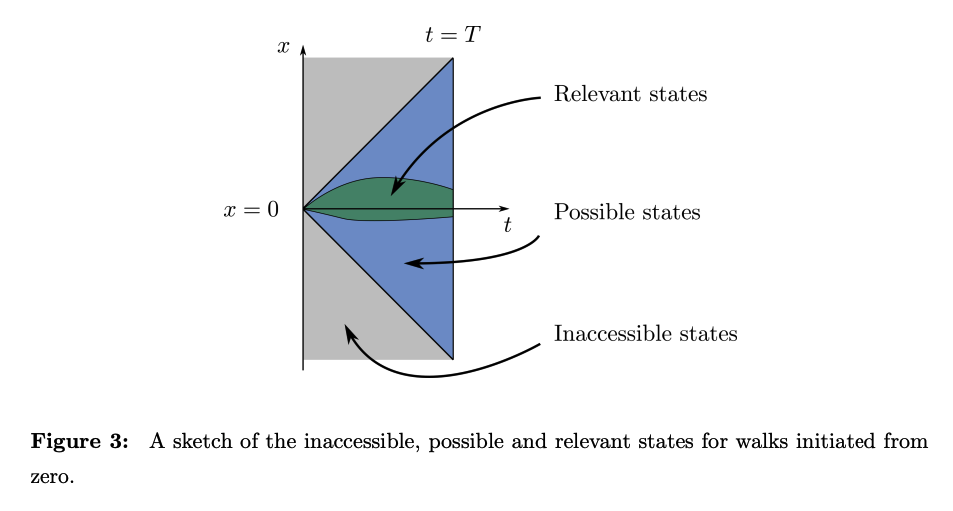 t = T
x
Relevant states
x = 0
Possible states
t
Inaccessible states
Figure 3: A sketch of the inaccessible, possible and relevant states for walks initiated from
zero.